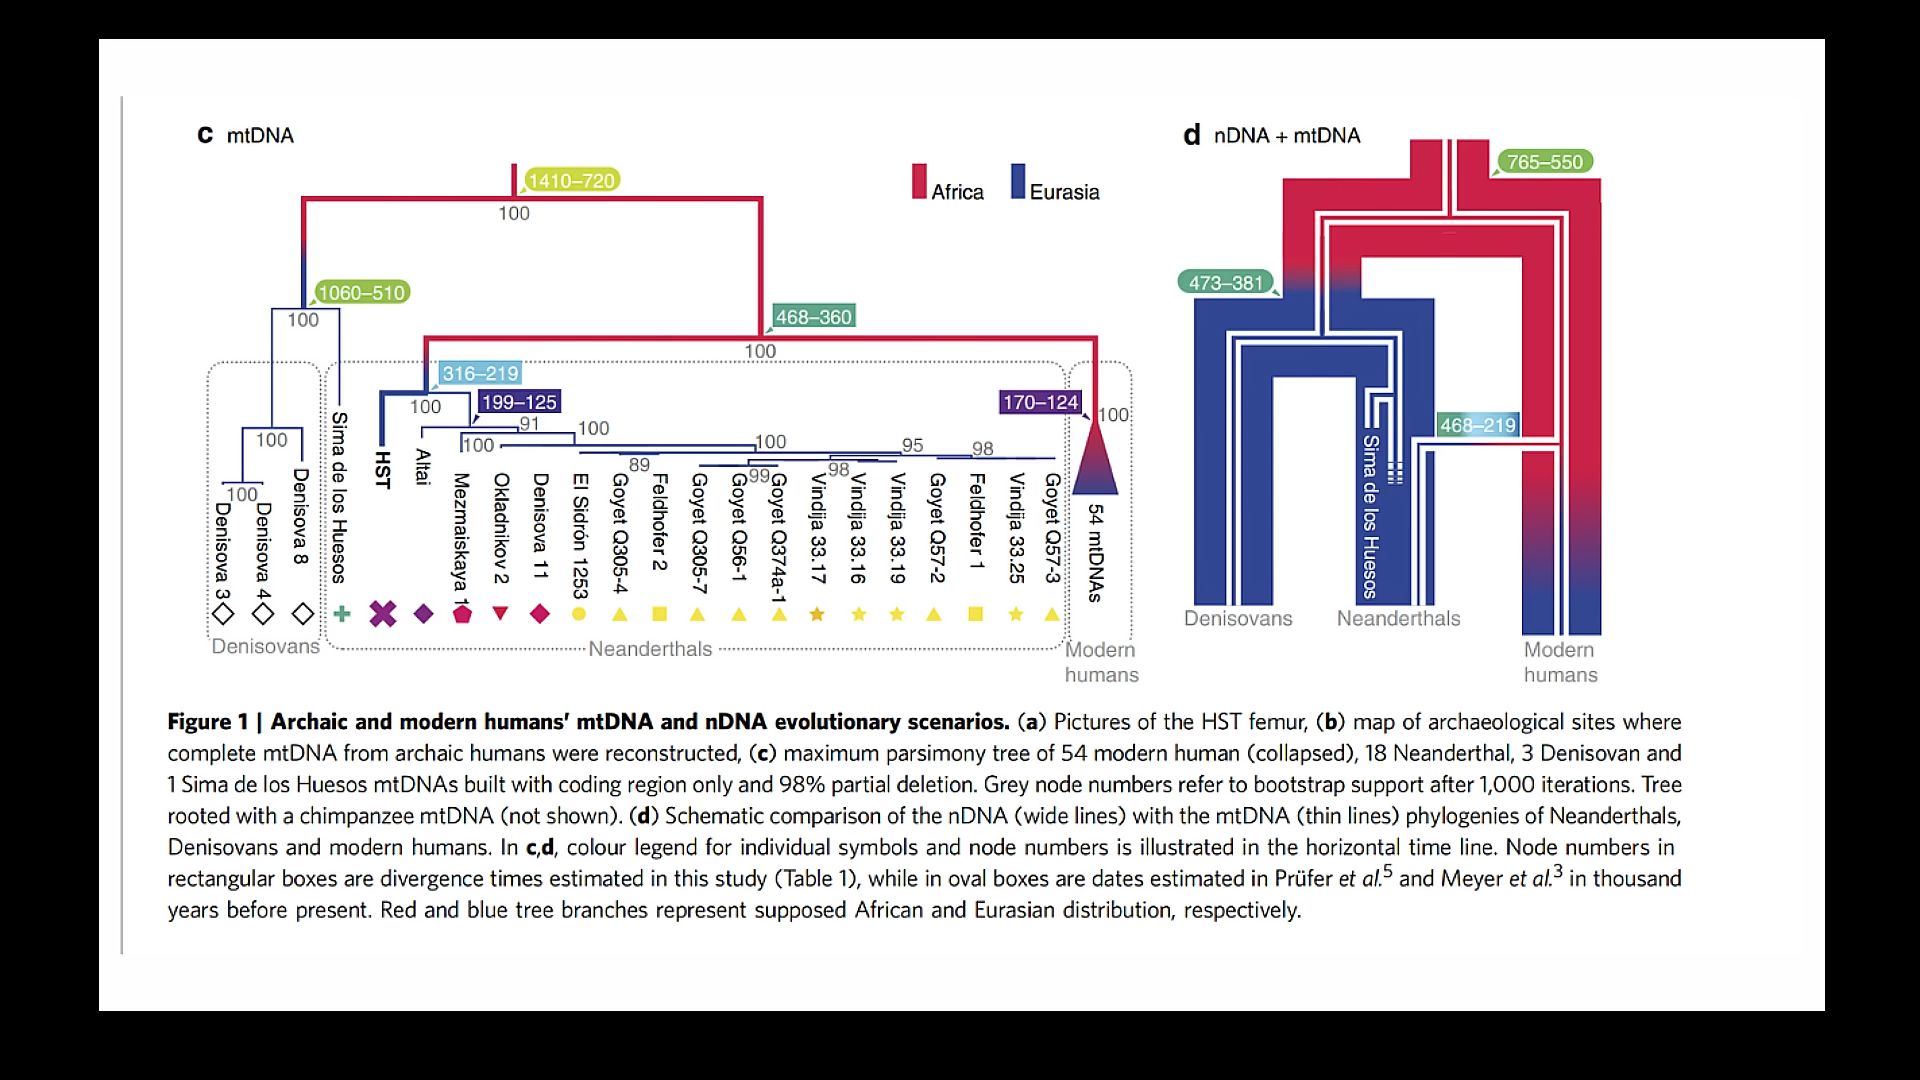 c mtDNA
1410–720
100
Africa
Eurasia
1060–510
100
468–360
100
316–219
100
199–125
91
100
100
100
95
98
170–124
100
100
100
89
99
98
Denisova 3
Denisova 4
Denisova 8
Sima de los Huesos
HST
Altai
Mezmaiskaya 1
Okladnikov 2
Denisova 11
El Sidrón 1253
Goyet Q305-4
Feldhofer 2
Goyet Q305-7
Goyet Q56-1
Goyet Q374a-1
Vindija 33.17
Vindija 33.16
Vindija 33.19
Goyet Q57-2
Feldhofer 1
Vindija 33.25
Goyet Q57-3
54 mtDNAs
Denisovans
Neanderthals
Modern
humans
d nDNA + mtDNA
765–550
473–381
468–219
Sima de los Huesos
Denisovans
Neanderthals
Modern
humans
Figure 1 | Archaic and modern humans’ mtDNA and nDNA evolutionary scenarios. (a) Pictures of the HST femur, (b) map of archaeological sites where
complete mtDNA from archaic humans were reconstructed, (c) maximum parsimony tree of 54 modern human (collapsed), 18 Neanderthal, 3 Denisovan and
1 Sima de los Huesos mtDNAs built with coding region only and 98% partial deletion. Grey node numbers refer to bootstrap support after 1,000 iterations. Tree
rooted with a chimpanzee mtDNA (not shown). (d) Schematic comparison of the nDNA (wide lines) with the mtDNA (thin lines) phylogenies of Neanderthals,
Denisovans and modern humans. In c,d, colour legend for individual symbols and node numbers is illustrated in the horizontal time line. Node numbers in
rectangular boxes are divergence times estimated in this study (Table 1), while in oval boxes are dates estimated in Prüfer et al.5 and Meyer et al.3 in thousand
years before present. Red and blue tree branches represent supposed African and Eurasian distribution, respectively.